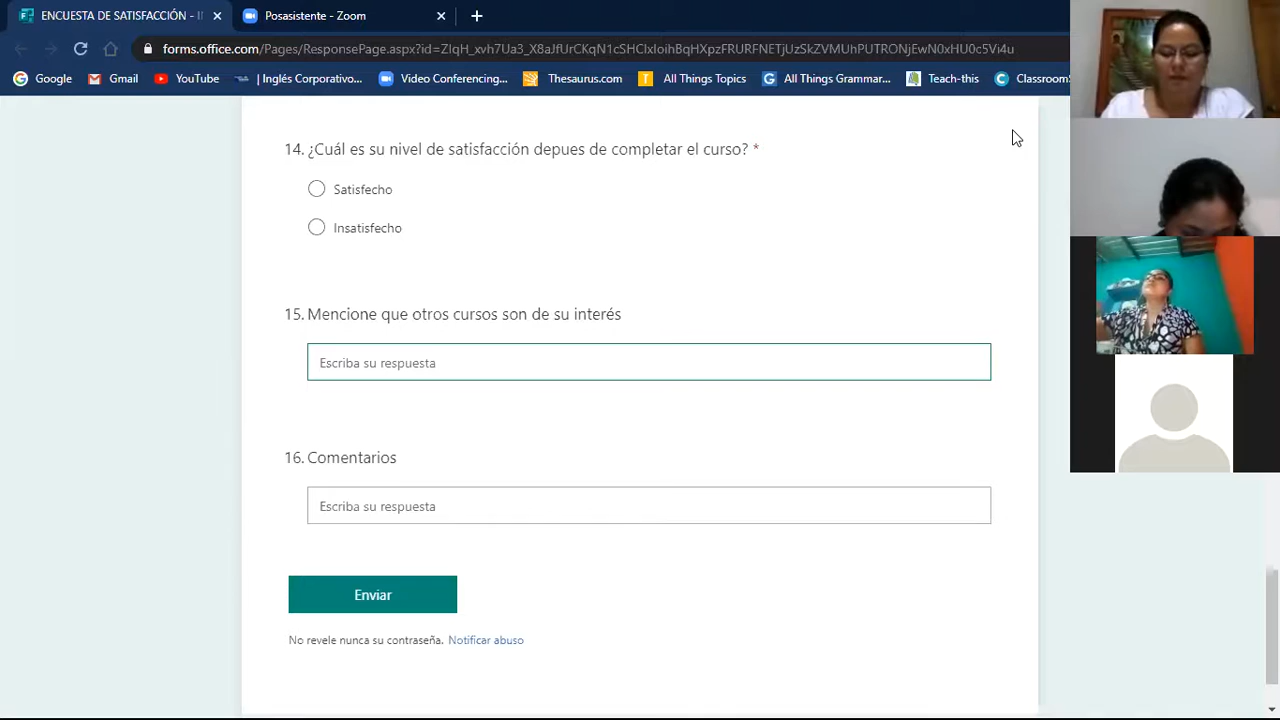 ENCUESTA DE SATISFACCIÓN - I
Posasistente - Zoom
forms.office.com/Pages/ResponsePage.aspx?id=ZIqH_xvh7Ua3_X8aJfUrCKqN1cSHClxIoihBqHXpzFRURFNETjUzSkZVMUhPUTRONjEwN0xHU0c5Vi4u
Google Gmail YouTube | Inglés Corporativo... Video Conferencing... Thesaurus.com All Things Topics All Things Grammar... Teach-this ClassroomS
14. ¿Cuál es su nivel de satisfacción depues de completar el curso? *
Satisfecho
Insatisfecho
15. Mencione que otros cursos son de su interés
Escriba su respuesta
16. Comentarios
Escriba su respuesta
Enviar
No revele nunca su contraseña. Notificar abuso